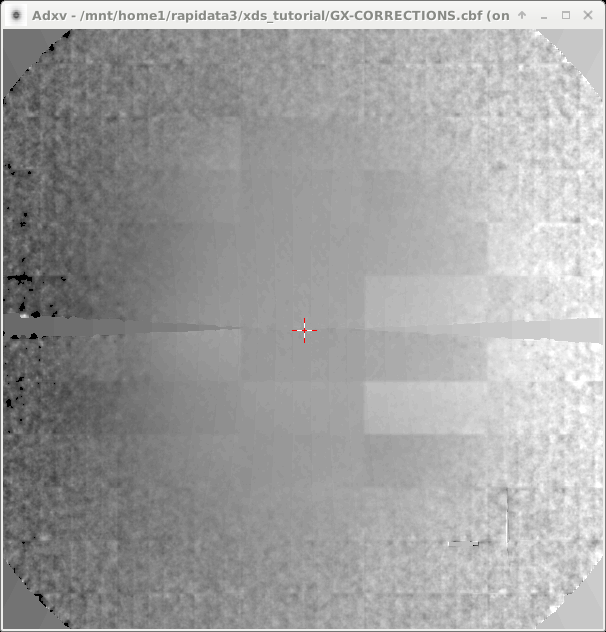 Adxv - /mnt/home1/rapidata3/xds_tutorial/GX-CORRECTIONS.cbf (on